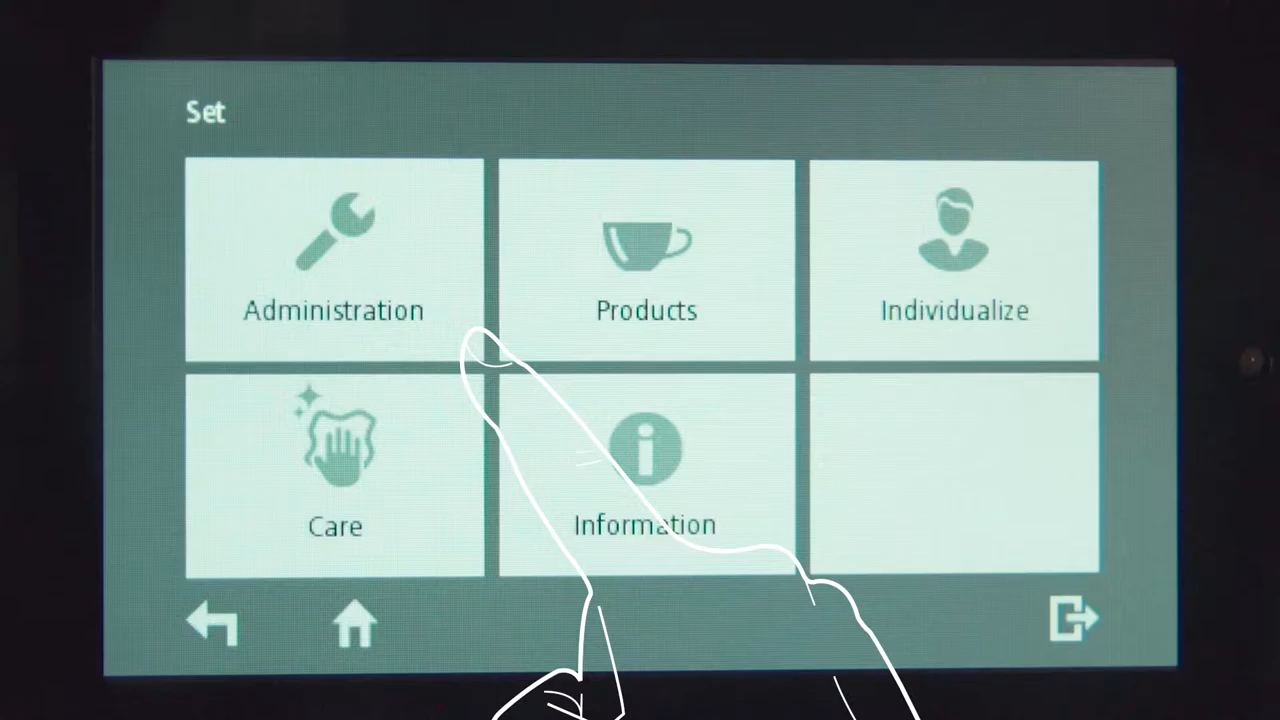 Set
Administration
Products
Individualize
Care
Information